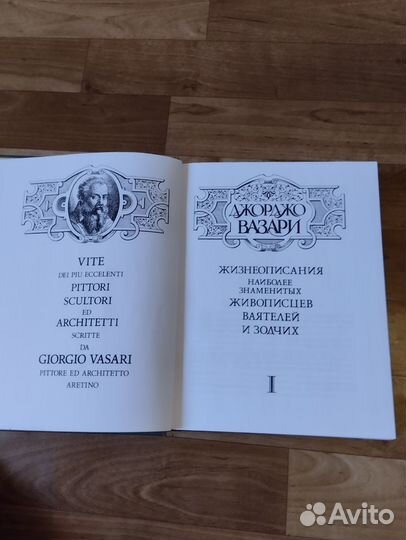 VITE
DEI PIU ECCELENTI
PITTORI
SCULTORI
ED
ARCHITETTI
SCRITTE
DA
GIORGIO VASARI
PITTORE ED ARCHITETTO
ARETINO
ДЖОРДЖО
ВАЗАРИ
ЖИЗНЕОПИСАНИЯ
НАИБОЛЕЕ
ЗНАМЕНИТЫХ
ЖИВОПИСЦЕВ
ВАЯТЕЛЕЙ
И ЗОДЧИХ
I
Avito